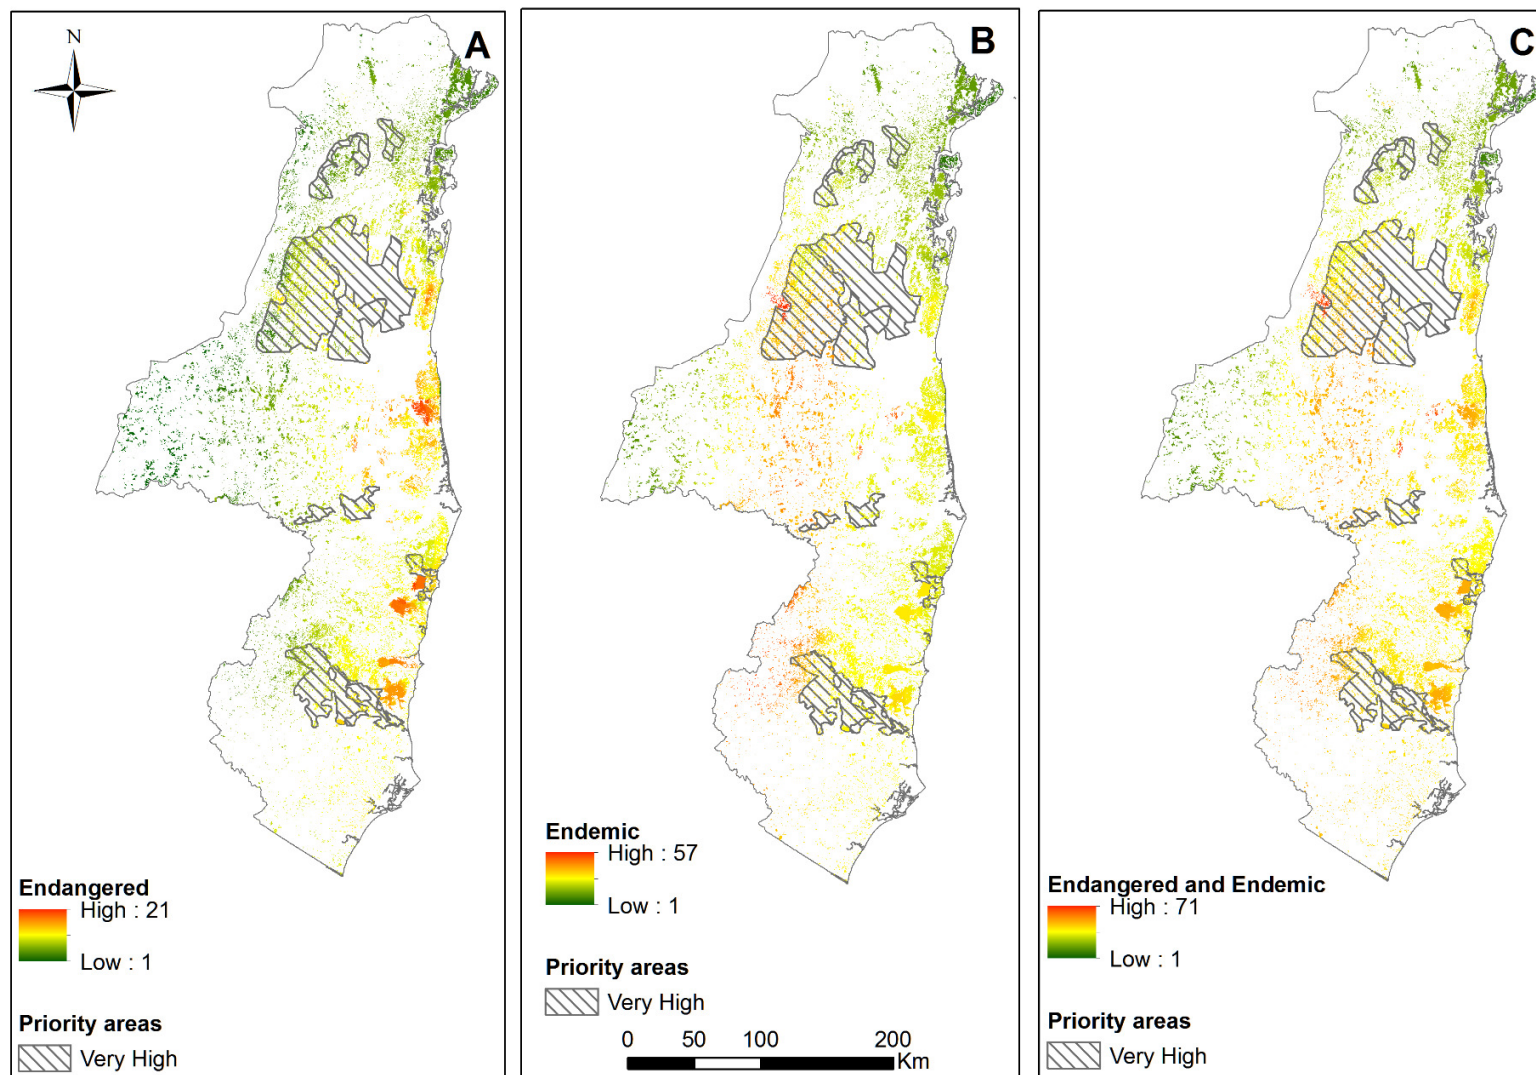 N
A
Endangered
High : 21
Low : 1
Priority areas
Very High
B
Endemic
High : 57
Low : 1
Priority areas
Very High
0 50 100 200
Km
C
Endangered and Endemic
High : 71
Low : 1
Priority areas
Very High